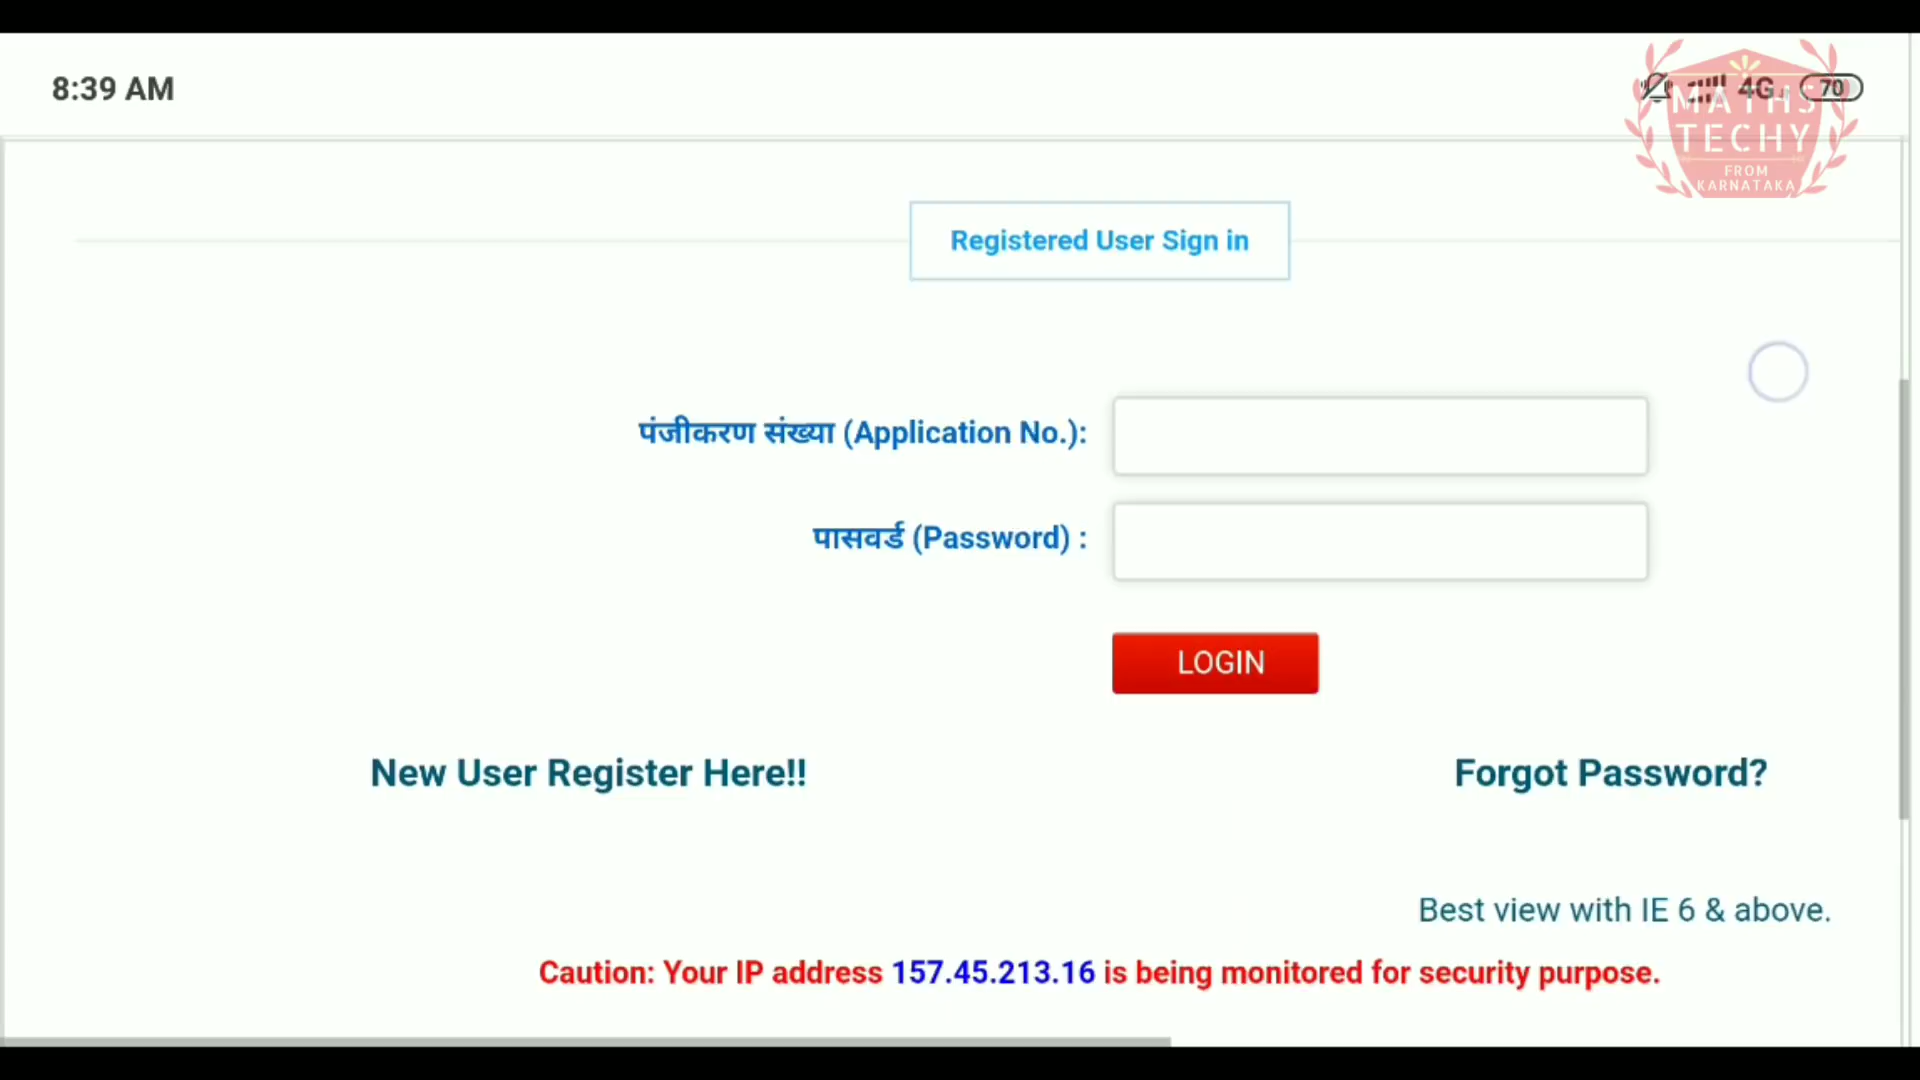 8:39 AM
4G 70
MATHS
TECHY
FROM
KARNATAKA
Registered User Sign in
पंजीकरण संख्या (Application No.):
पासवर्ड (Password) :
LOGIN
New User Register Here!!
Forgot Password?
Best view with IE 6 & above.
Caution: Your IP address 157.45.213.16 is being monitored for security purpose.